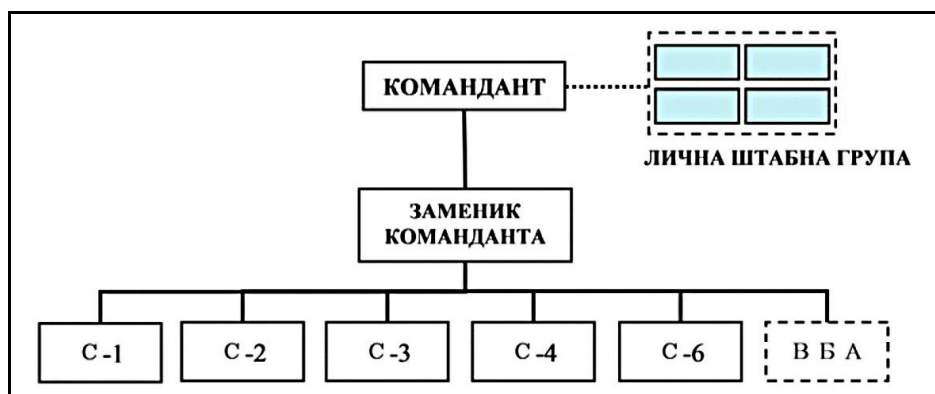 КОМАНДАНТ
ЛИЧНА ШТАБНА ГРУПА
ЗАМЕНИК
КОМАНДАНТА
С-1
С-2
С-3
С-4
С-6
В Б А